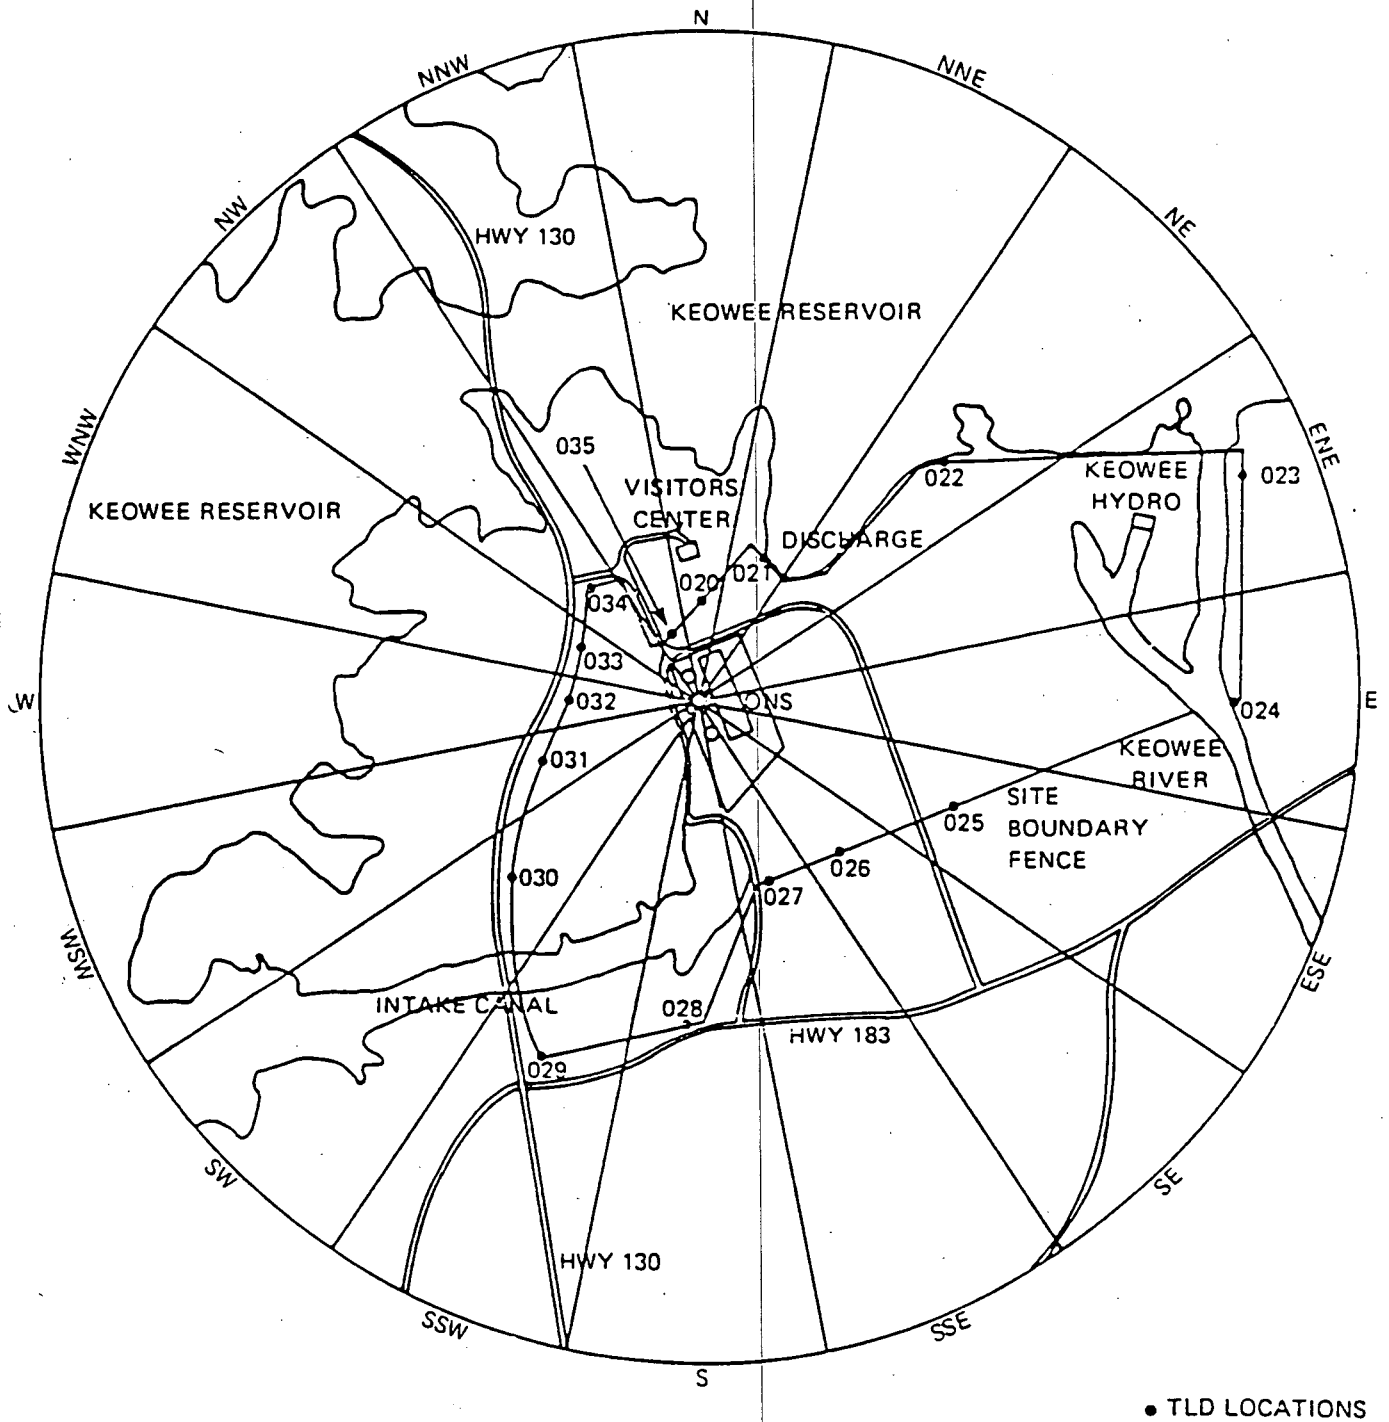 N
NNW
NNE
NW
NE
HWY 130
KEOWEE RESERVOIR
WNW
ENE
035
VISITORS
CENTER
022
KEOWEE
HYDRO
023
KEOWEE RESERVOIR
DISCHARGE
020
021
034
033
W
032
ONS
024
E
031
KEOWEE
RIVER
025
SITE
BOUNDARY
FENCE
026
030
027
WSW
ESE
INTAKE CANAL
028
HWY 183
029
SW
SE
HWY 130
SSW
SSE
S
• TLD LOCATIONS